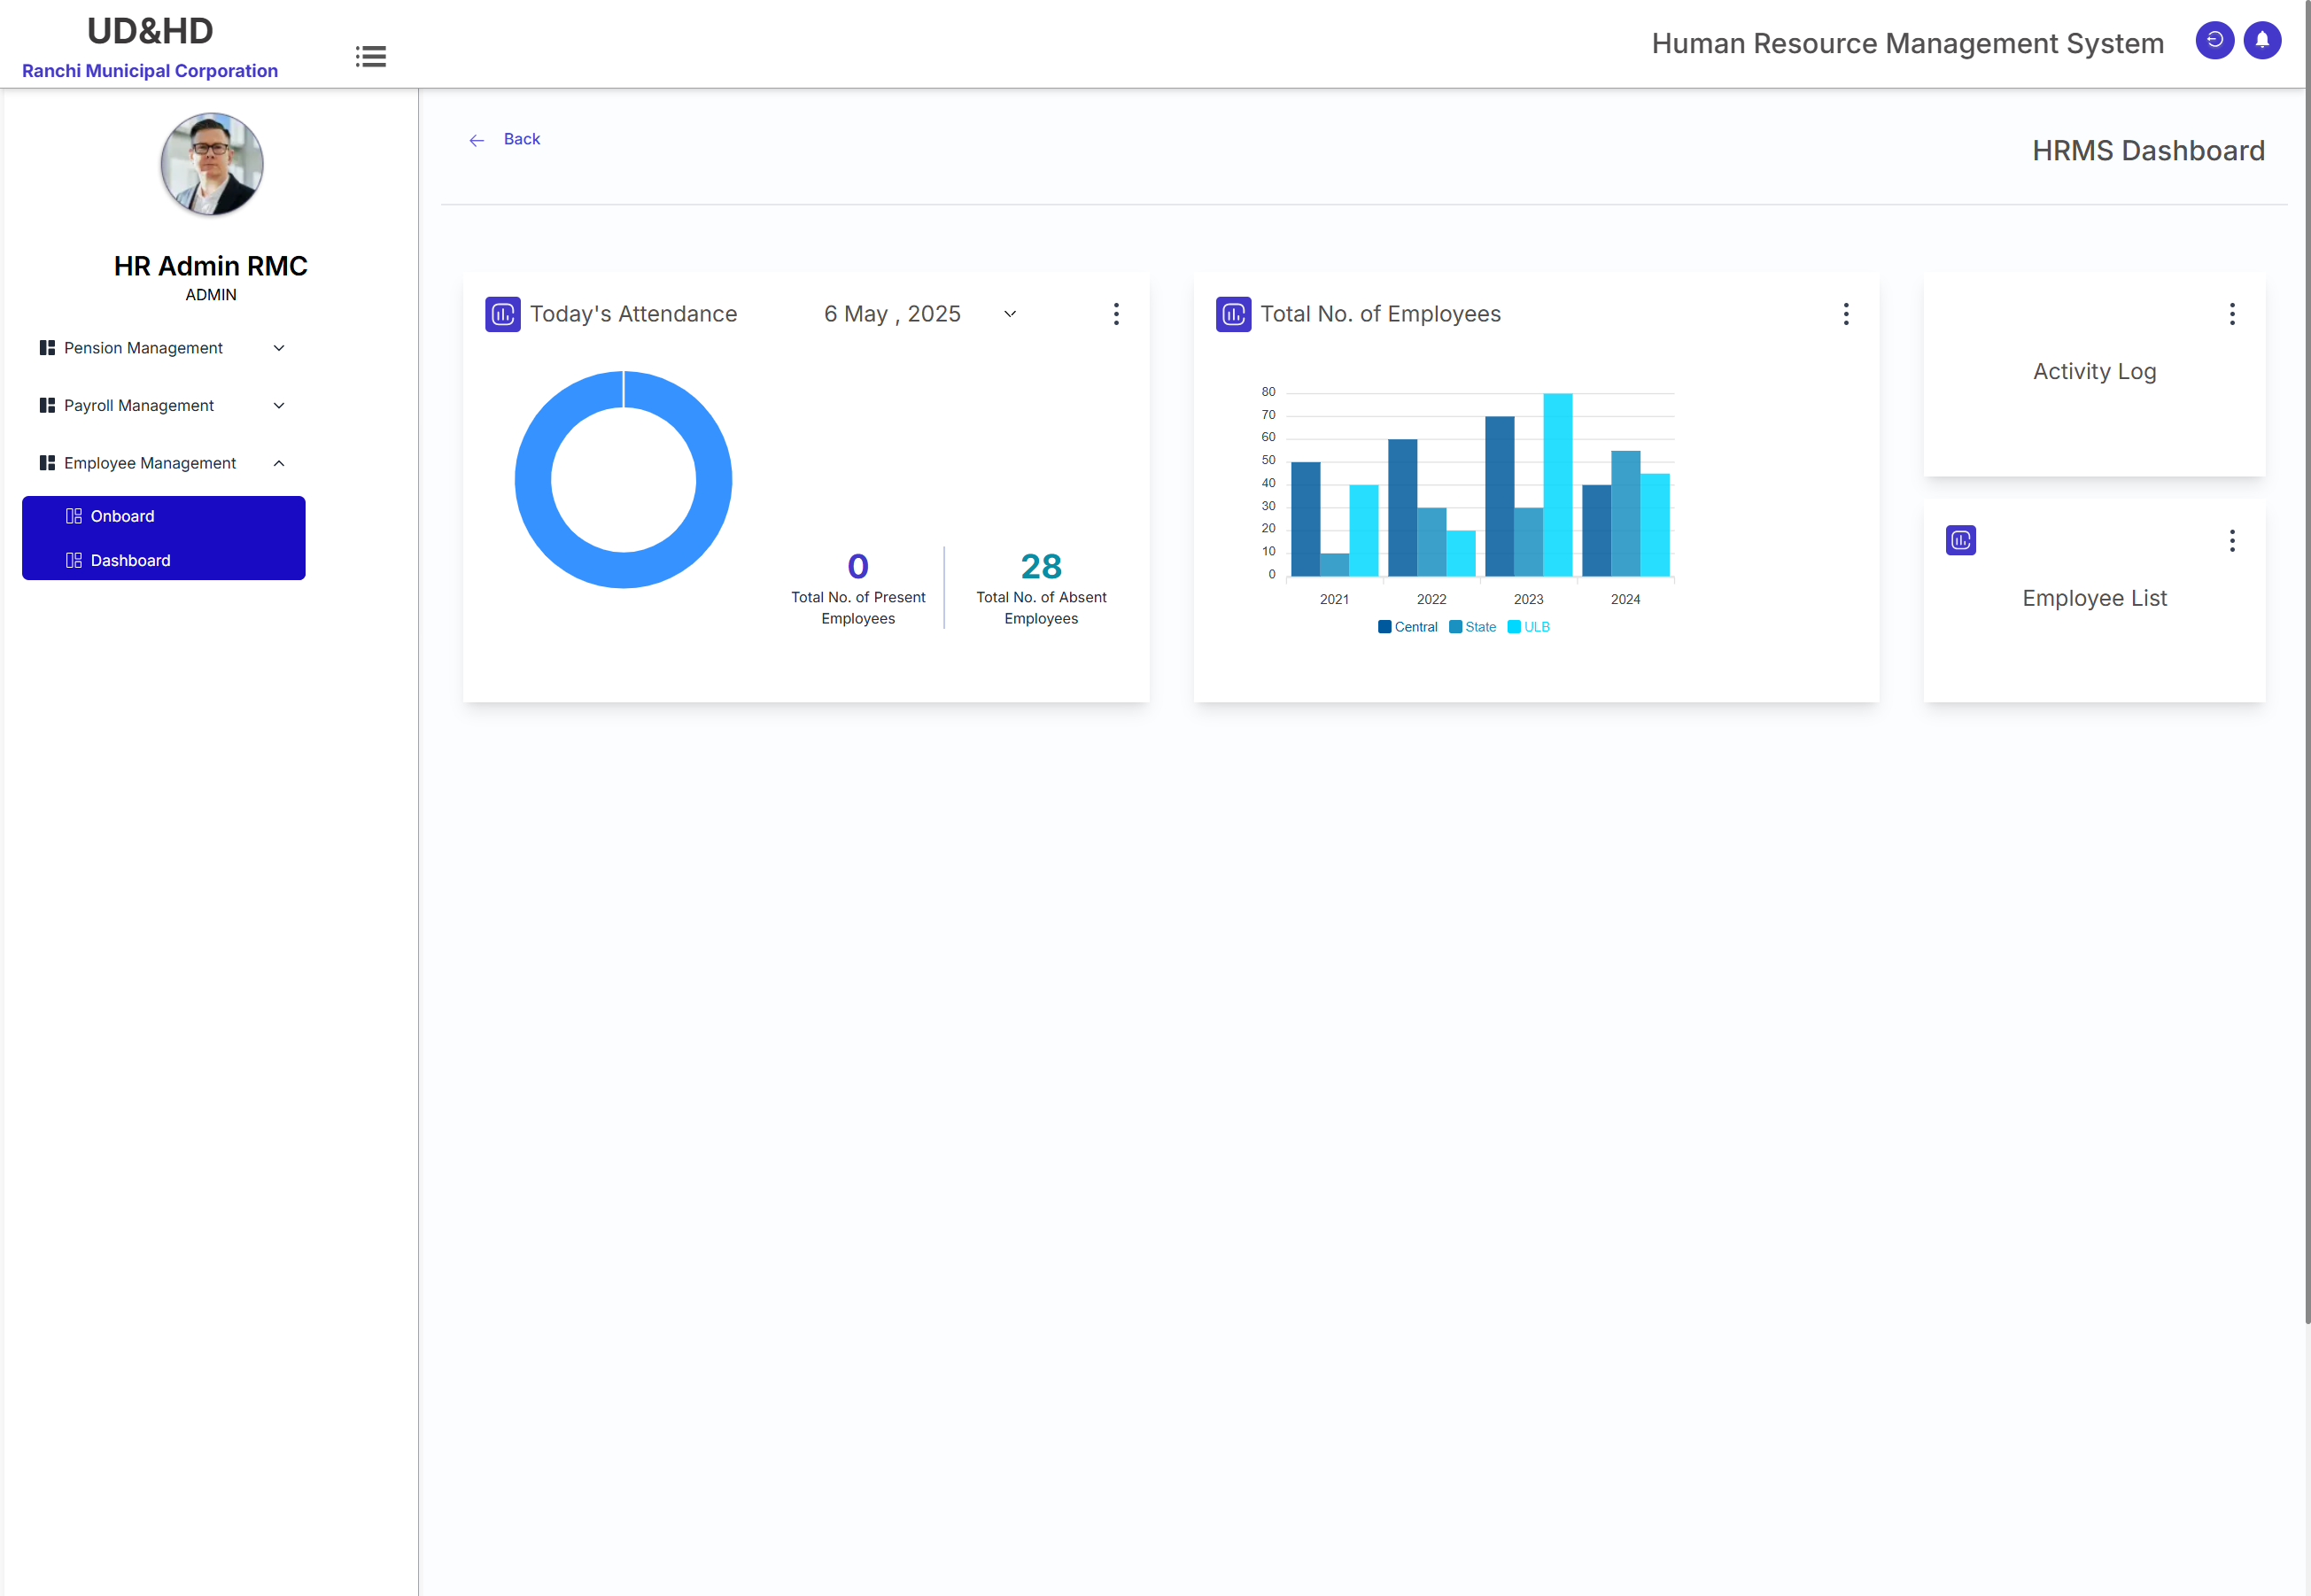 UD&HD
Ranchi Municipal Corporation
Human Resource Management System
HR Admin RMC
ADMIN
Pension Management
Payroll Management
Employee Management
Onboard
Dashboard
Back
HRMS Dashboard
Today's Attendance
6 May , 2025
0
Total No. of Present
Employees
28
Total No. of Absent
Employees
Total No. of Employees
80
70
60
50
40
30
20
10
0
2021 2022 2023 2024
Central State ULB
Activity Log
Employee List